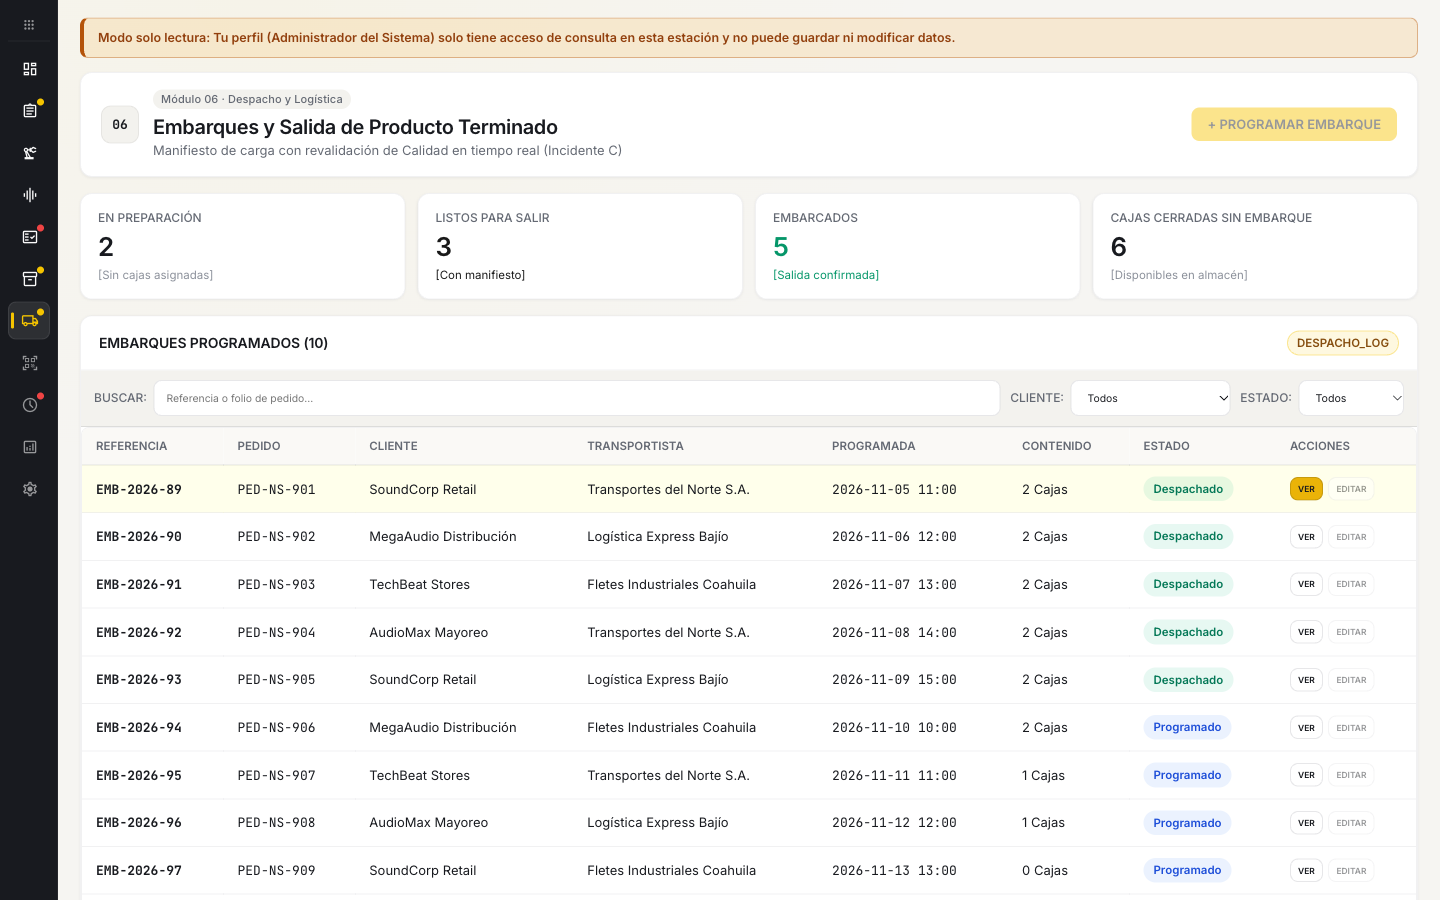 Modo solo lectura: Tu perfil (Administrador del Sistema) solo tiene acceso de consulta en esta estación y no puede guardar ni modificar datos.
06
Módulo 06 · Despacho y Logística
Embarques y Salida de Producto Terminado
Manifiesto de carga con revalidación de Calidad en tiempo real (Incidente C)
+ PROGRAMAR EMBARQUE
EN PREPARACIÓN
2
[Sin cajas asignadas]
LISTOS PARA SALIR
3
[Con manifiesto]
EMBARCADOS
5
[Salida confirmada]
CAJAS CERRADAS SIN EMBARQUE
6
[Disponibles en almacén]
EMBARQUES PROGRAMADOS (10)
DESPACHO_LOG
BUSCAR: Referencia o folio de pedido... CLIENTE: Todos ESTADO: Todos
REFERENCIA PEDIDO CLIENTE TRANSPORTISTA PROGRAMADA CONTENIDO ESTADO ACCIONES
EMB-2026-89 PED-NS-901 SoundCorp Retail Transportes del Norte S.A. 2026-11-05 11:00 2 Cajas Despachado VER EDITAR
EMB-2026-90 PED-NS-902 MegaAudio Distribución Logística Express Bajío 2026-11-06 12:00 2 Cajas Despachado VER EDITAR
EMB-2026-91 PED-NS-903 TechBeat Stores Fletes Industriales Coahuila 2026-11-07 13:00 2 Cajas Despachado VER EDITAR
EMB-2026-92 PED-NS-904 AudioMax Mayoreo Transportes del Norte S.A. 2026-11-08 14:00 2 Cajas Despachado VER EDITAR
EMB-2026-93 PED-NS-905 SoundCorp Retail Logística Express Bajío 2026-11-09 15:00 2 Cajas Despachado VER EDITAR
EMB-2026-94 PED-NS-906 MegaAudio Distribución Fletes Industriales Coahuila 2026-11-10 10:00 2 Cajas Programado VER EDITAR
EMB-2026-95 PED-NS-907 TechBeat Stores Transportes del Norte S.A. 2026-11-11 11:00 1 Cajas Programado VER EDITAR
EMB-2026-96 PED-NS-908 AudioMax Mayoreo Logística Express Bajío 2026-11-12 12:00 1 Cajas Programado VER EDITAR
EMB-2026-97 PED-NS-909 SoundCorp Retail Fletes Industriales Coahuila 2026-11-13 13:00 0 Cajas Programado VER EDITAR